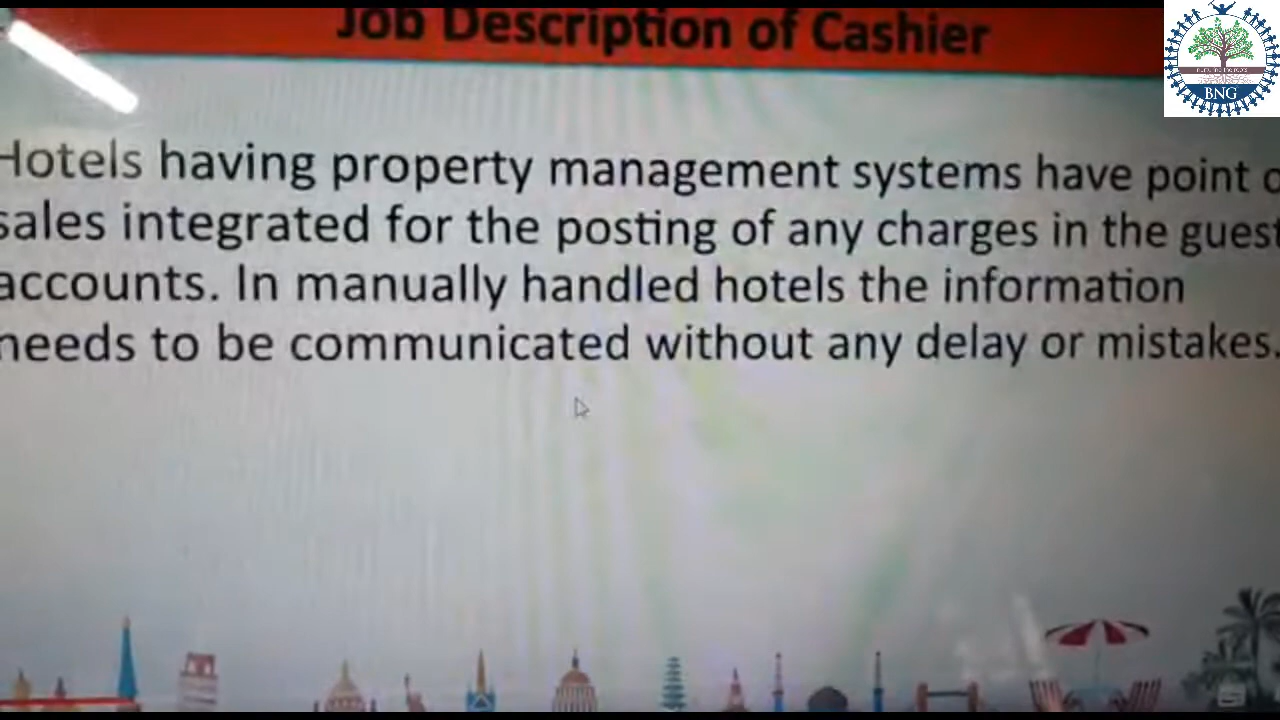 Job Description of Cashier
Hotels having property management systems have point o
sales integrated for the posting of any charges in the guest
accounts. In manually handled hotels the information
needs to be communicated without any delay or mistakes.
BNG